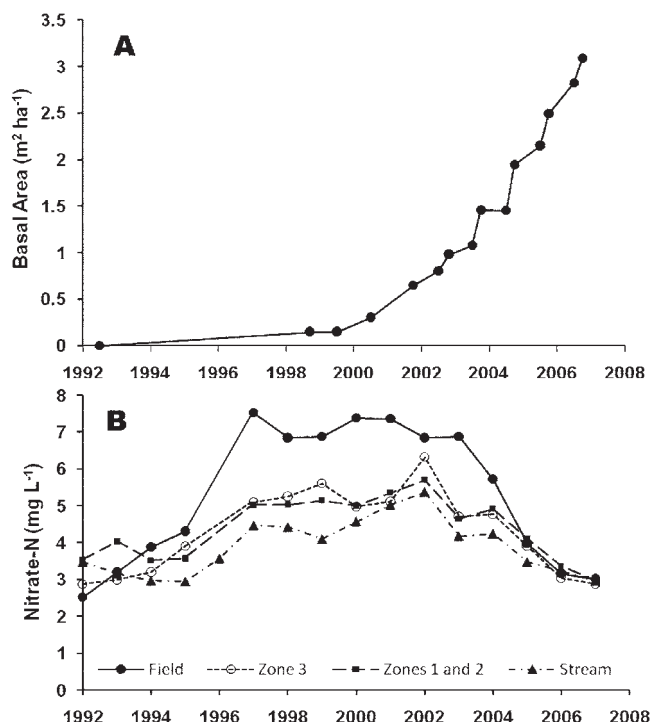 A
Basal Area (m² ha⁻¹)
3.5
3
2.5
2
1.5
1
0.5
0
1992 1994 1996 1998 2000 2002 2004 2006 2008
B
Nitrate-N (mg L⁻¹)
8
7
6
5
4
3
2
1
0
Field Zone 3 Zones 1 and 2 Stream
1992 1994 1996 1998 2000 2002 2004 2006 2008